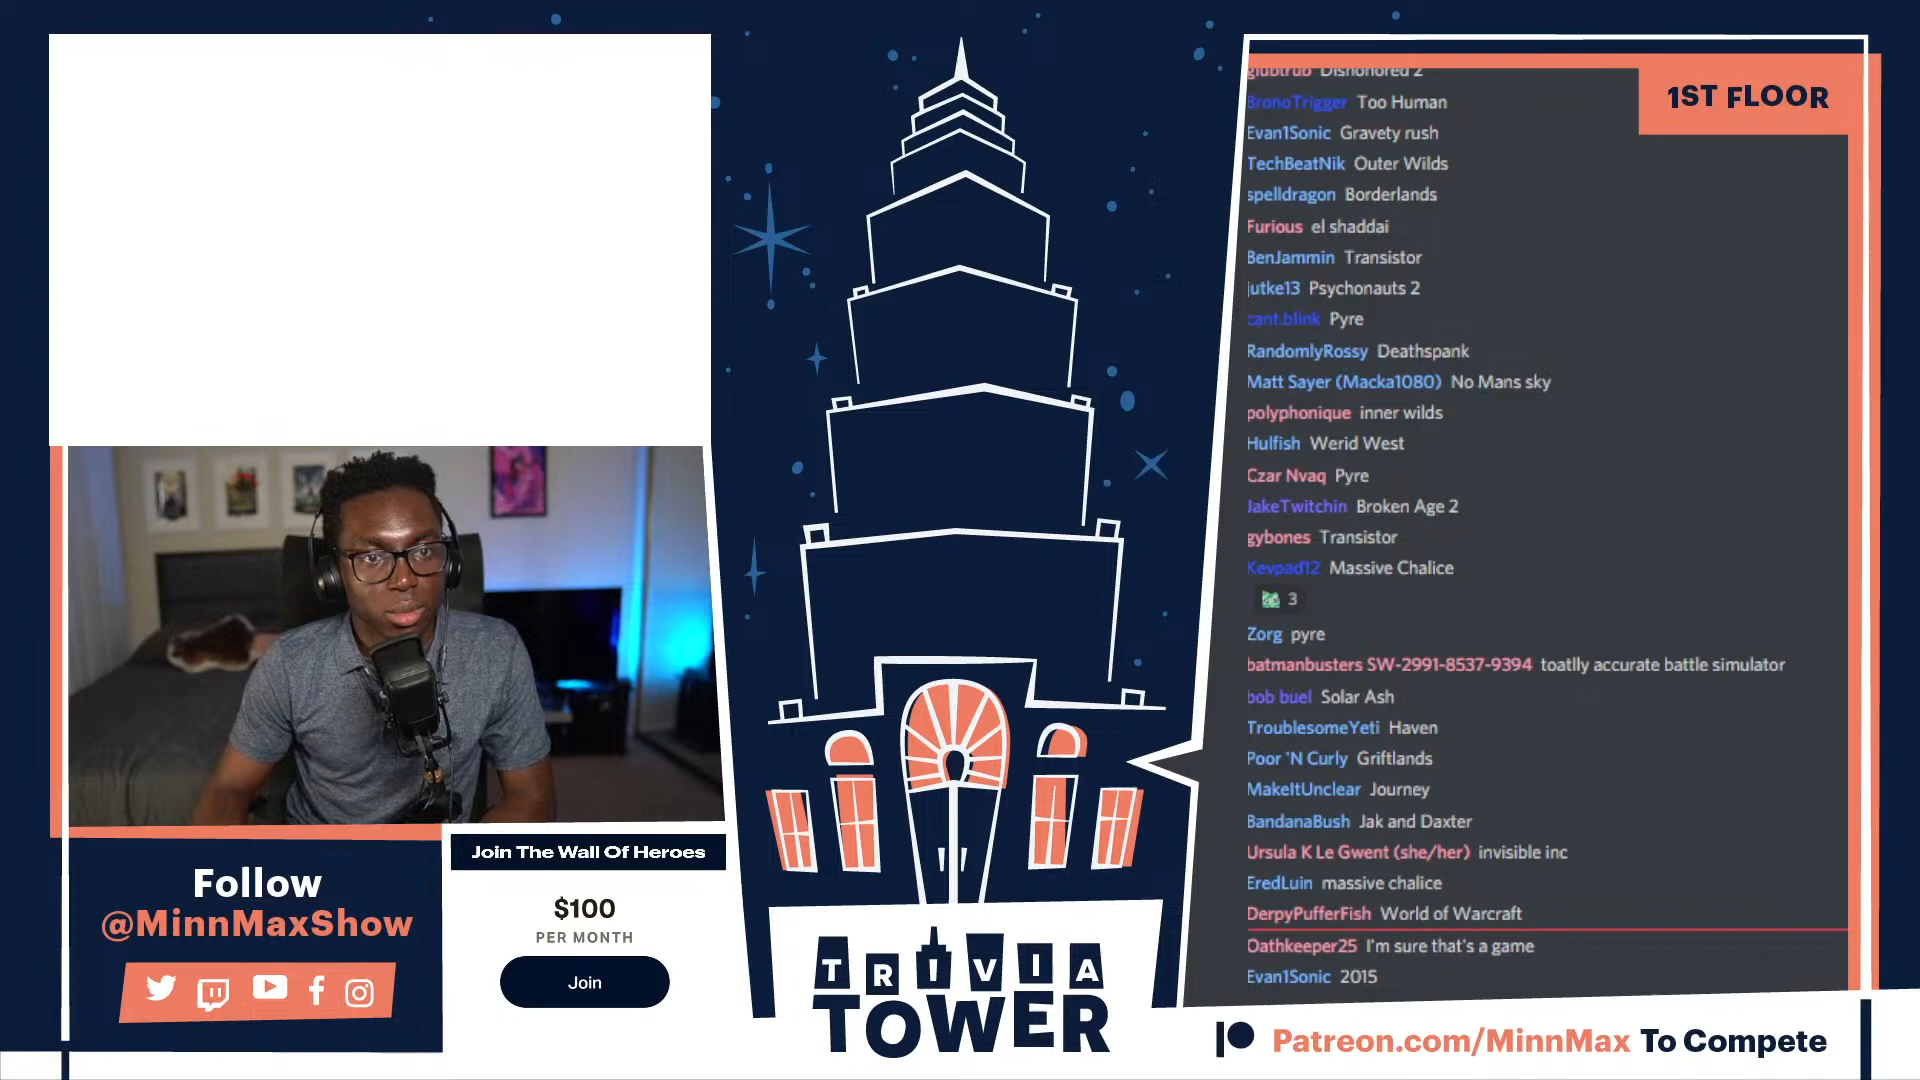 glubtrub Dishonored 2
BronoTrigger Too Human
Evan1Sonic Gravety rush
TechBeatNik Outer Wilds
spelldragon Borderlands
Furious el shaddai
BenJammin Transistor
jutke13 Psychonauts 2
cant.blink Pyre
RandomlyRossy Deathspank
Matt Sayer (Macka1080) No Mans sky
polyphonique inner wilds
Hulfish Werid West
Czar Nvaq Pyre
JakeTwitchin Broken Age 2
gybones Transistor
Kevpad12 Massive Chalice
3
Zorg pyre
batmanbusters SW-2991-8537-9394 toatlly accurate battle simulator
bob buel Solar Ash
TroublesomeYeti Haven
Poor 'N Curly Griftlands
MakeItUnclear Journey
BandanaBush Jak and Daxter
Ursula K Le Gwent (she/her) invisible inc
EredLuin massive chalice
DerpyPufferFish World of Warcraft
Oathkeeper25 I'm sure that's a game
Evan1Sonic 2015
1ST FLOOR
Join The Wall Of Heroes
$100
PER MONTH
Join
Follow
@MinnMaxShow
TRIVIA
TOWER
Patreon.com/MinnMax To Compete